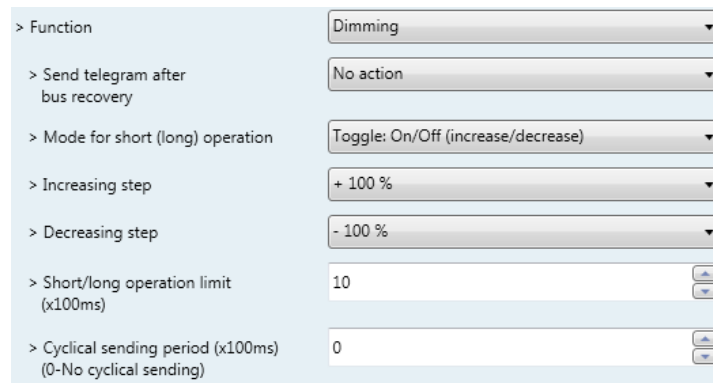 > Function Dimming
> Send telegram after
bus recovery No action
> Mode for short (long) operation Toggle: On/Off (increase/decrease)
> Increasing step + 100 %
> Decreasing step - 100 %
> Short/long operation limit
(x100ms) 10
> Cyclical sending period (x100ms)
(0-No cyclical sending) 0